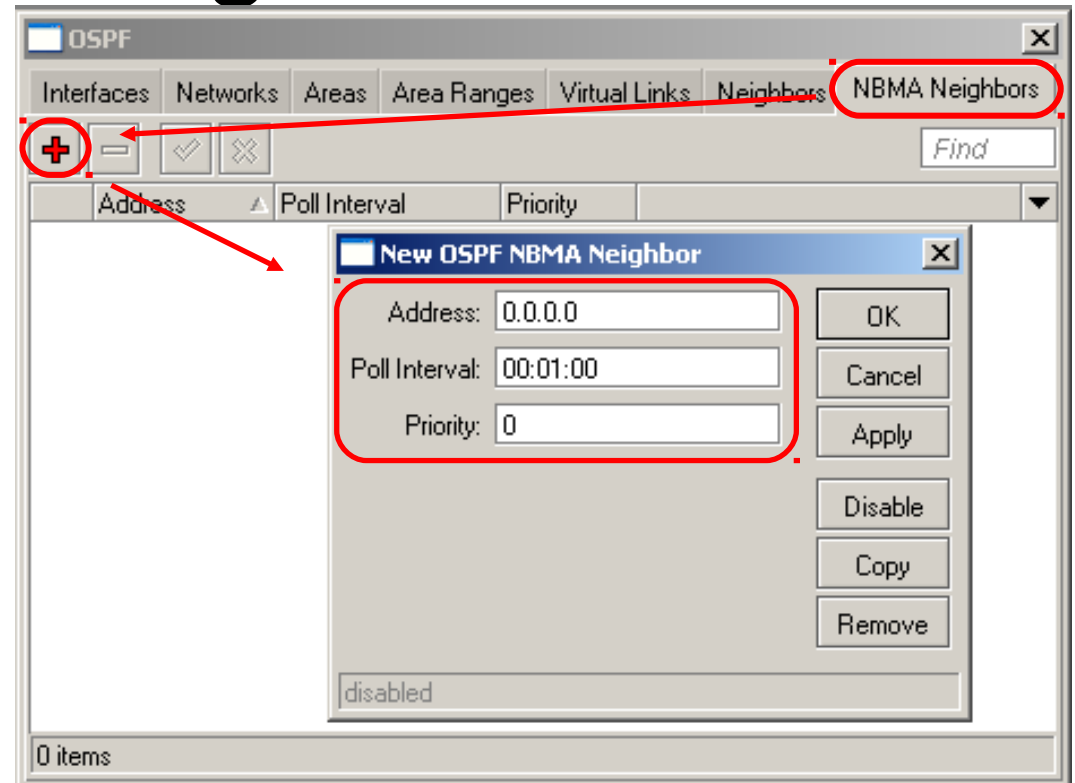 OSPF
Interfaces Networks Areas Area Ranges Virtual Links Neighbors NBMA Neighbors
Find
Address Poll Interval Priority
New OSPF NBMA Neighbor
Address: 0.0.0.0 OK
Poll Interval: 00:01:00 Cancel
Priority: 0 Apply
Disable
Copy
Remove
disabled
0 items